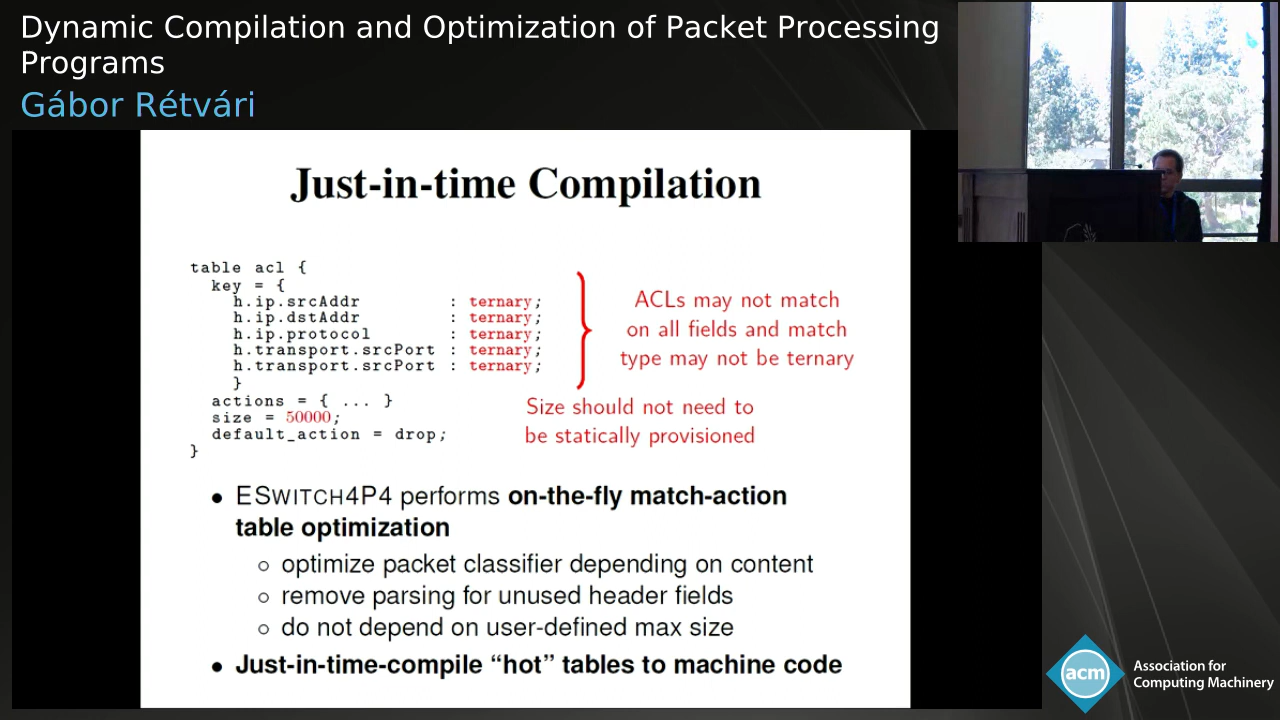 Dynamic Compilation and Optimization of Packet Processing
Programs
Gábor Rétvári
Just-in-time Compilation
table acl {
key = {
h.ip.srcAddr : ternary;
h.ip.dstAddr : ternary;
h.ip.protocol : ternary;
h.transport.srcPort : ternary;
h.transport.srcPort : ternary;
}
actions = { ... }
size = 50000;
default_action = drop;
}
ACLs may not match
on all fields and match
type may not be ternary
Size should not need to
be statically provisioned
• ESWITCH4P4 performs on-the-fly match-action
table optimization
○ optimize packet classifier depending on content
○ remove parsing for unused header fields
○ do not depend on user-defined max size
• Just-in-time-compile “hot” tables to machine code
acm
Association for
Computing Machinery